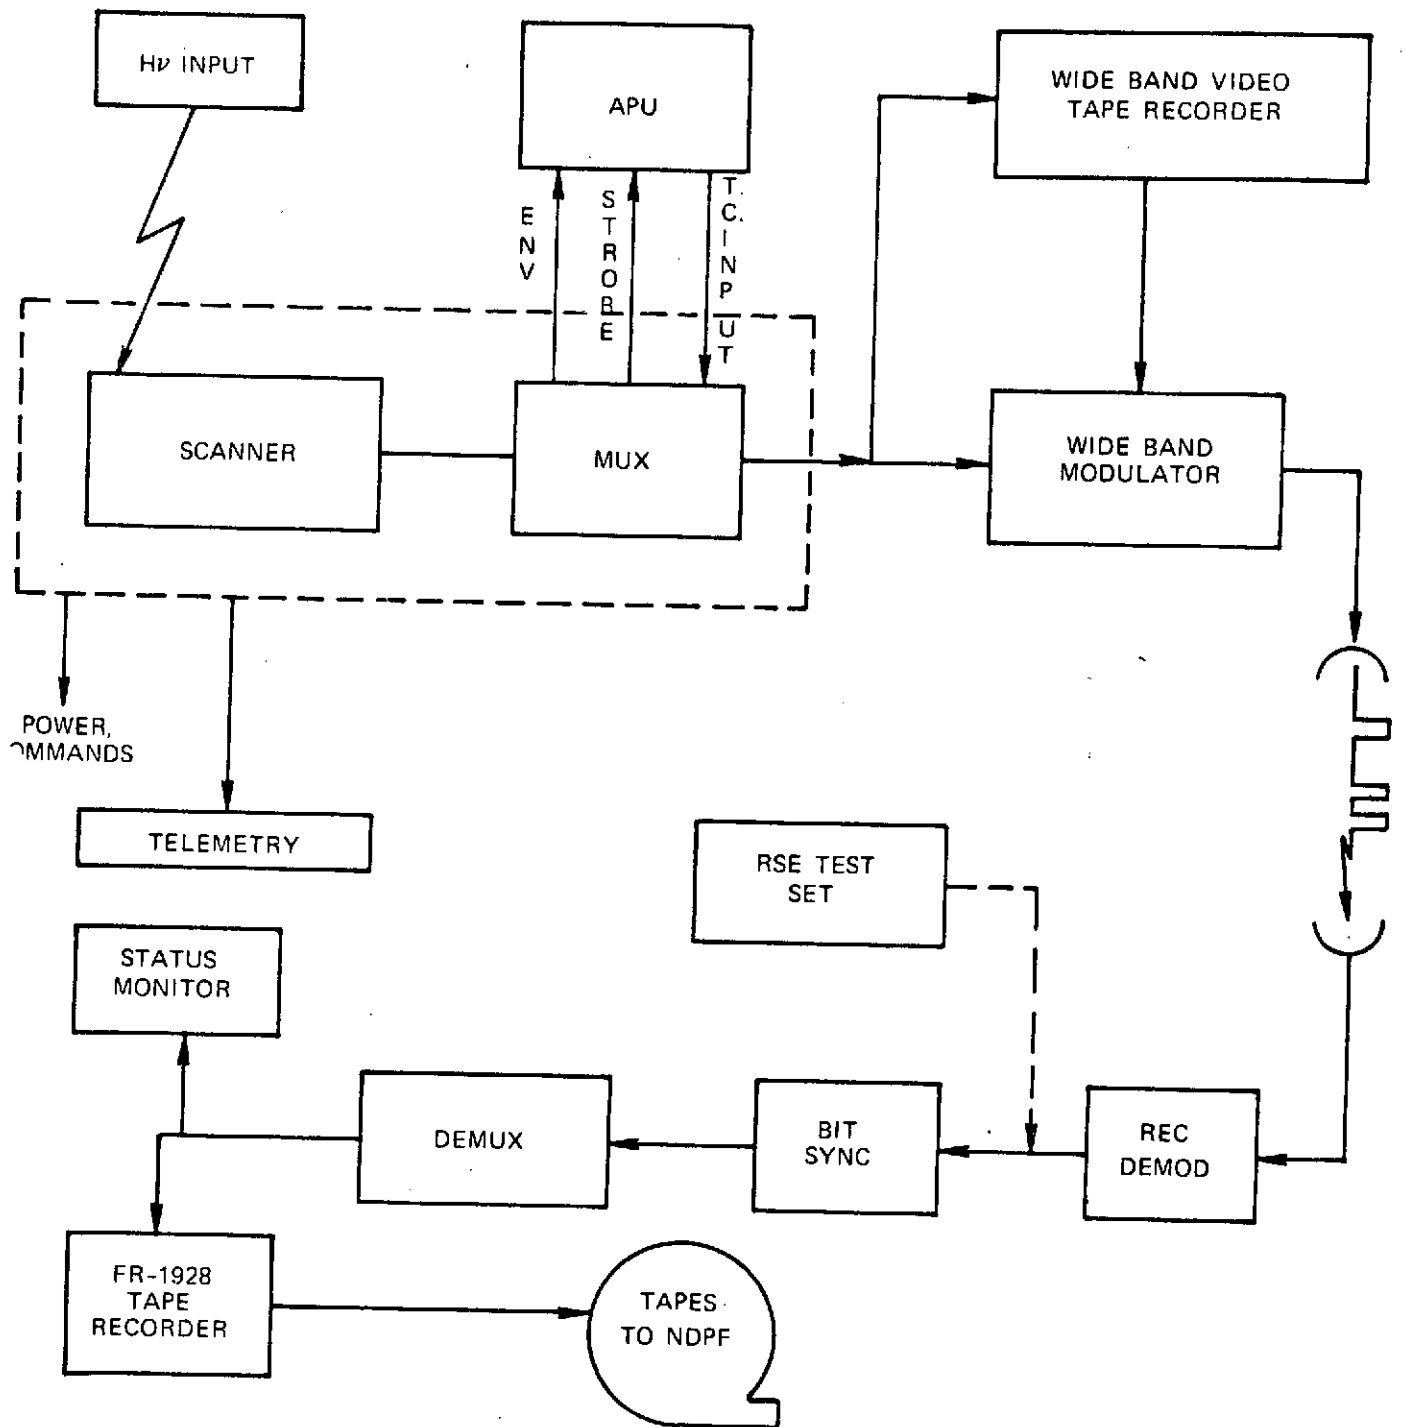 Hν INPUT
APU
WIDE BAND VIDEO
TAPE RECORDER
ENV
STROBE
T.C. INPUT
SCANNER
MUX
WIDE BAND
MODULATOR
POWER,
OMMANDS
TELEMETRY
RSE TEST
SET
STATUS
MONITOR
DEMUX
BIT
SYNC
REC
DEMOD
FR-1928
TAPE
RECORDER
TAPES
TO NDPF